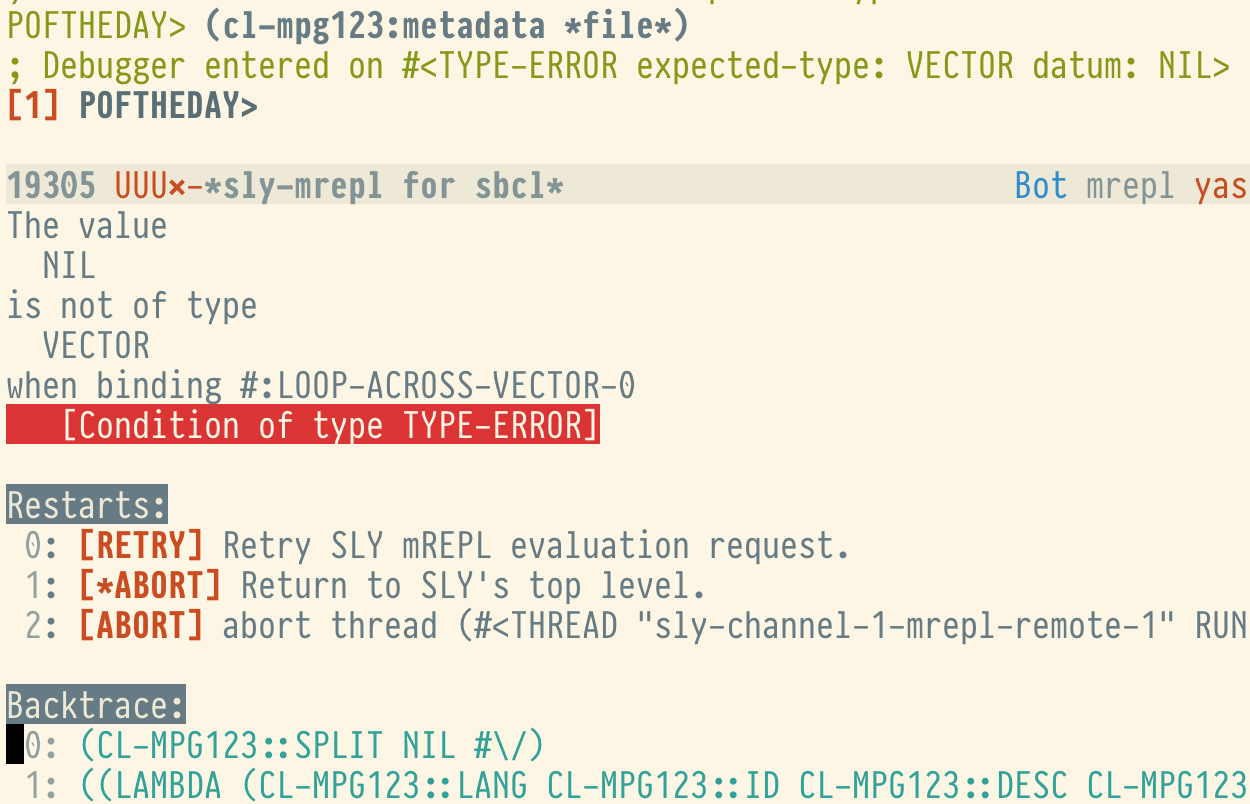 POFTHEDAY> (cl-mpg123:metadata *file*)
; Debugger entered on #<TYPE-ERROR expected-type: VECTOR datum: NIL>
[1] POFTHEDAY>
19305 UUU×-*sly-mrepl for sbcl* Bot mrepl yas
The value
NIL
is not of type
VECTOR
when binding #:LOOP-ACROSS-VECTOR-0
[Condition of type TYPE-ERROR]
Restarts:
0: [RETRY] Retry SLY mREPL evaluation request.
1: [*ABORT] Return to SLY's top level.
2: [ABORT] abort thread (#<THREAD "sly-channel-1-mrepl-remote-1" RUN
Backtrace:
0: (CL-MPG123::SPLIT NIL #\/)
1: ((LAMBDA (CL-MPG123::LANG CL-MPG123::ID CL-MPG123::DESC CL-MPG123